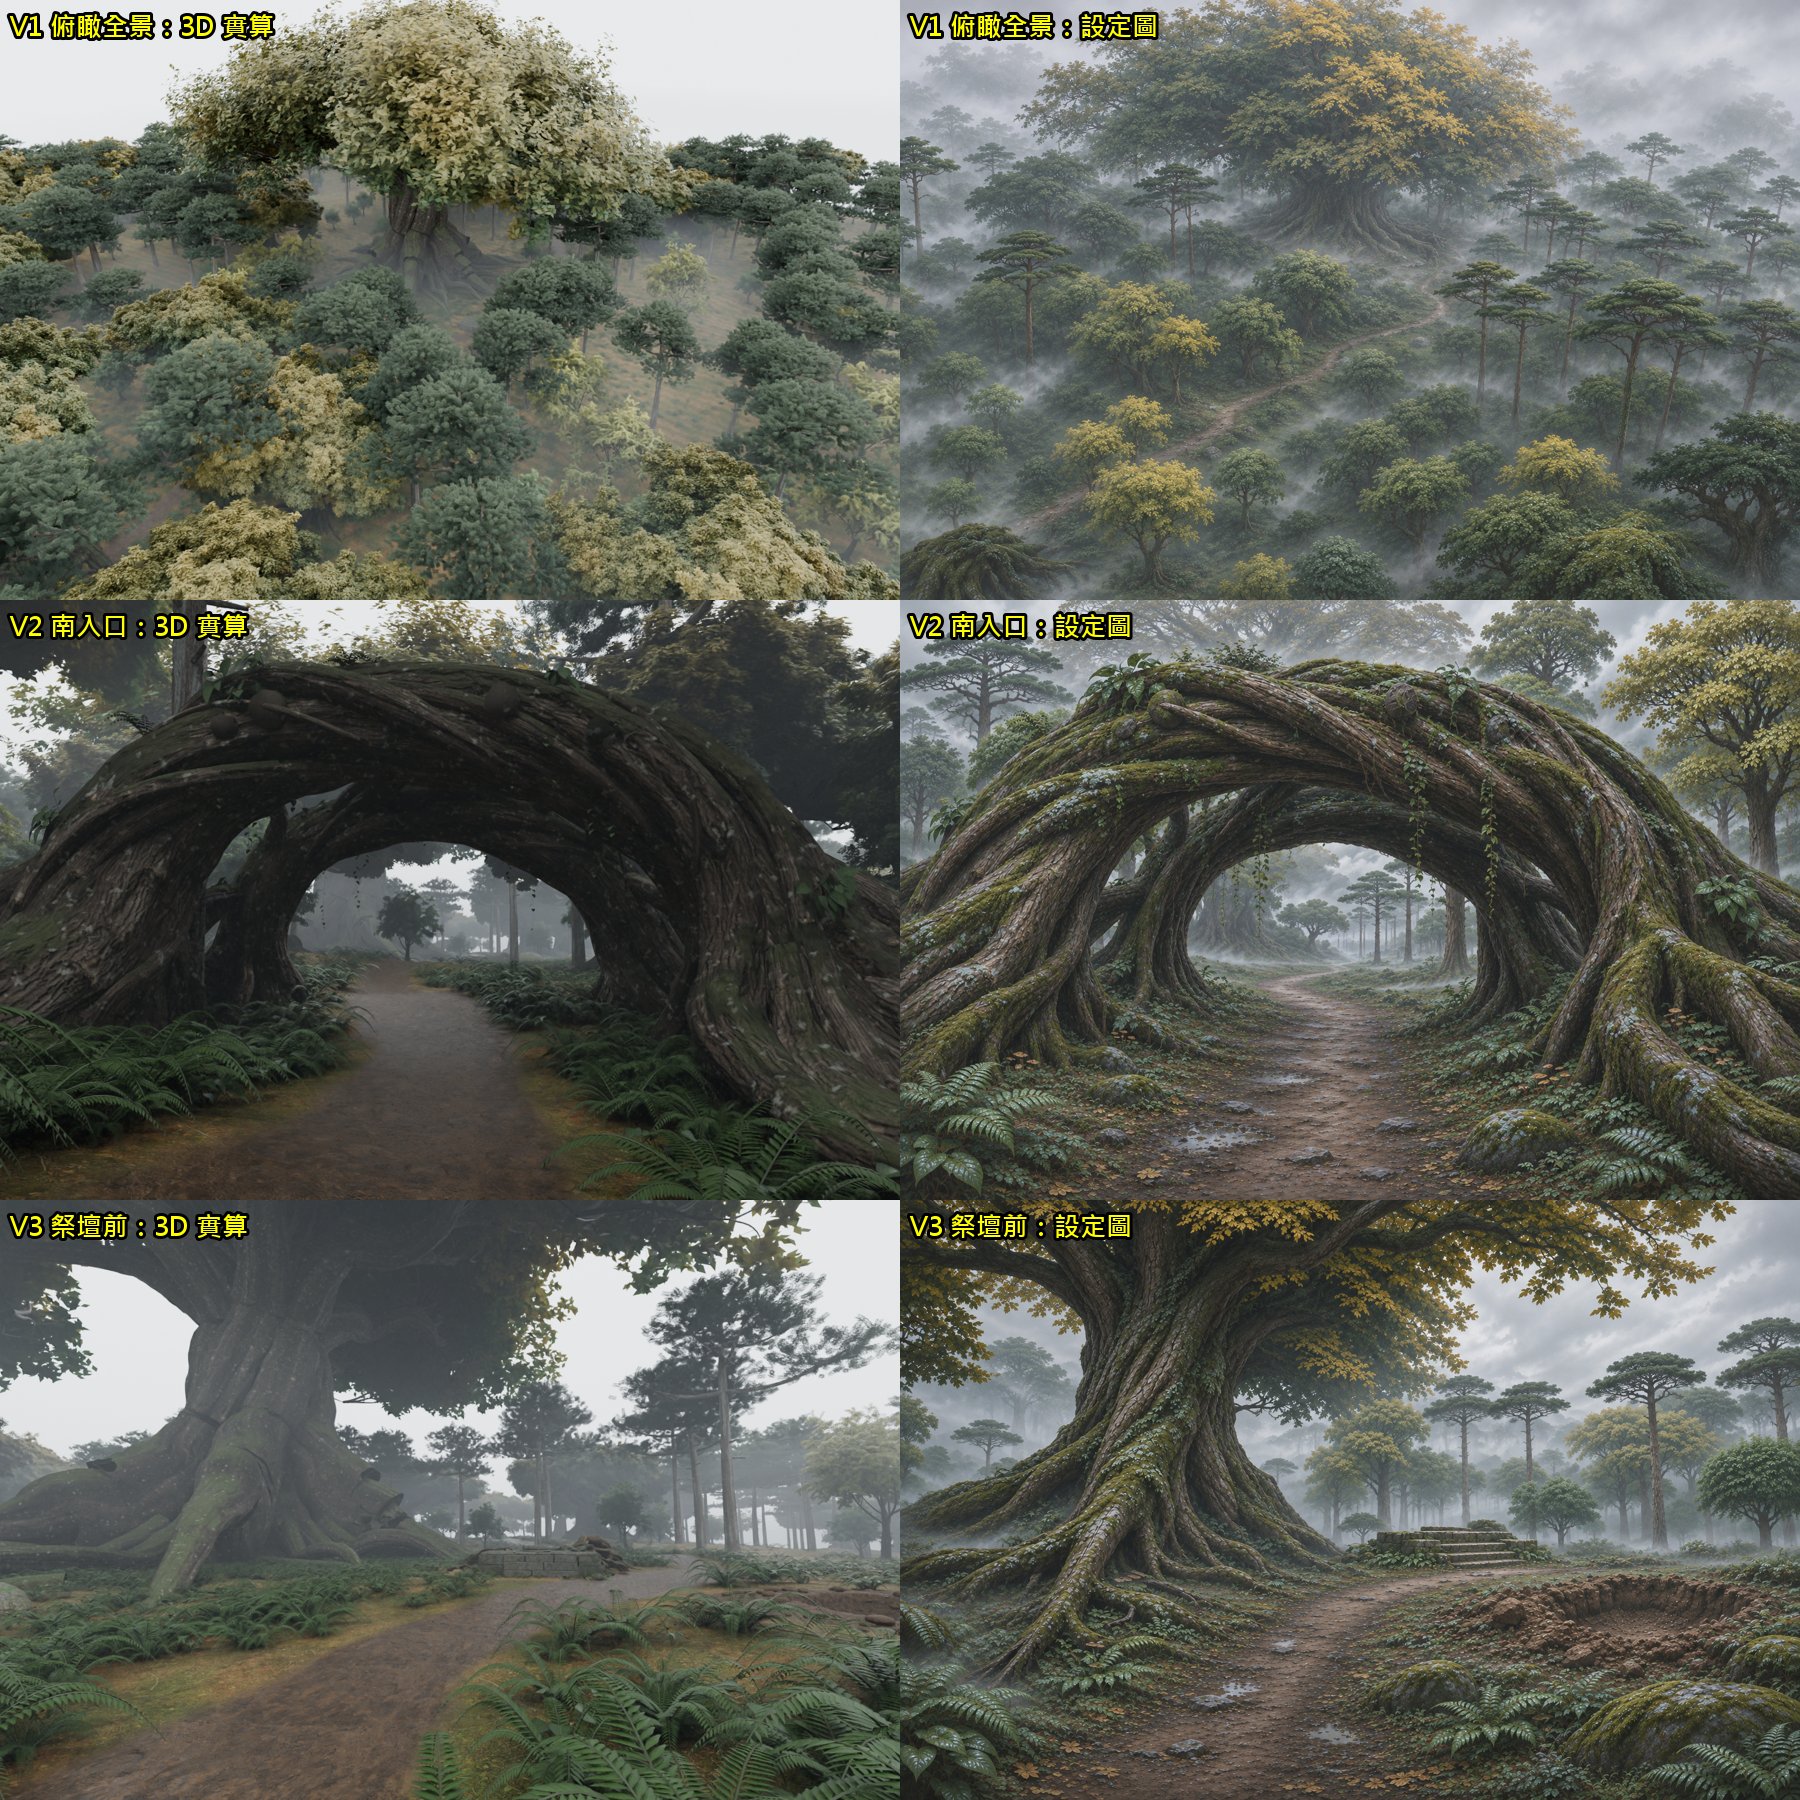 V1 俯瞰全景：3D 實算
V1 俯瞰全景：設定圖
V2 南入口：3D 實算
V2 南入口：設定圖
V3 祭壇前：3D 實算
V3 祭壇前：設定圖